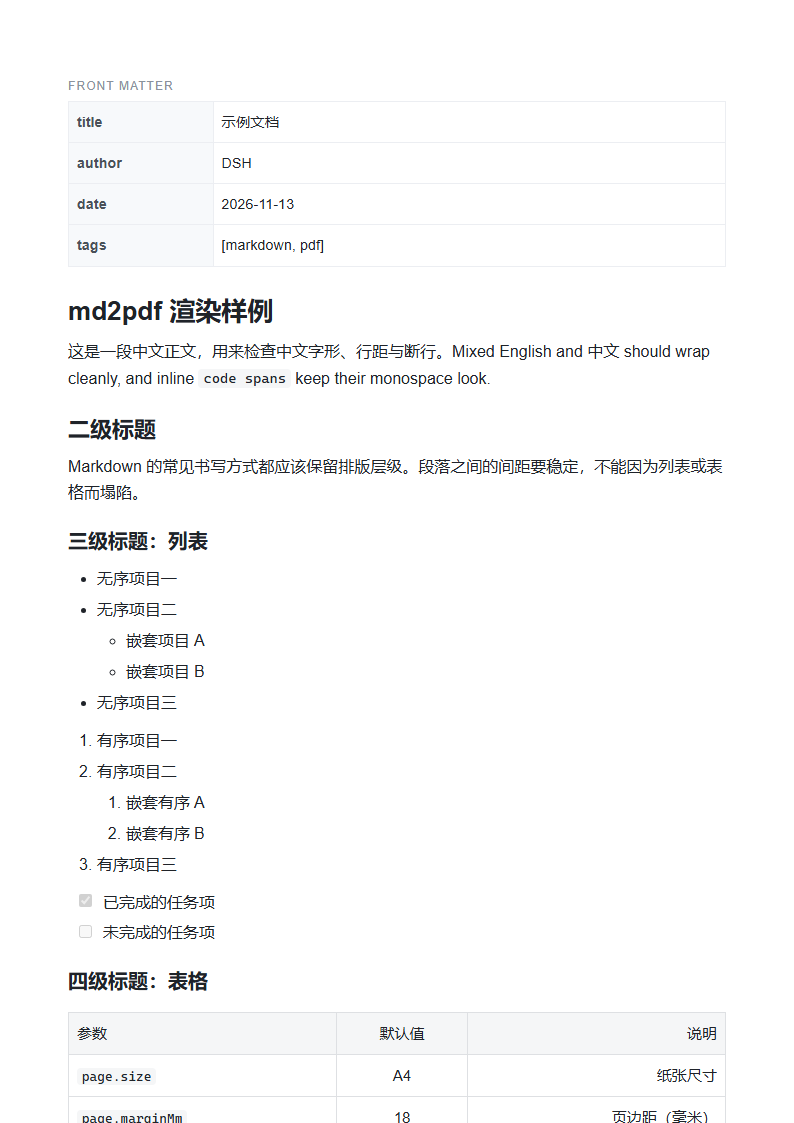 FRONT MATTER
title 示例文档
author DSH
date 2026-11-13
tags [markdown, pdf]
md2pdf 渲染样例
这是一段中文正文，用来检查中文字形、行距与断行。Mixed English and 中文 should wrap
cleanly, and inline code spans keep their monospace look.
二级标题
Markdown 的常见书写方式都应该保留排版层级。段落之间的间距要稳定，不能因为列表或表
格而塌陷。
三级标题：列表
• 无序项目一
• 无序项目二
◦ 嵌套项目 A
◦ 嵌套项目 B
• 无序项目三
1. 有序项目一
2. 有序项目二
1. 嵌套有序 A
2. 嵌套有序 B
3. 有序项目三
已完成的任务项
未完成的任务项
四级标题：表格
参数 默认值 说明
page.size A4 纸张尺寸
page.marginMm 18 页边距（毫米）